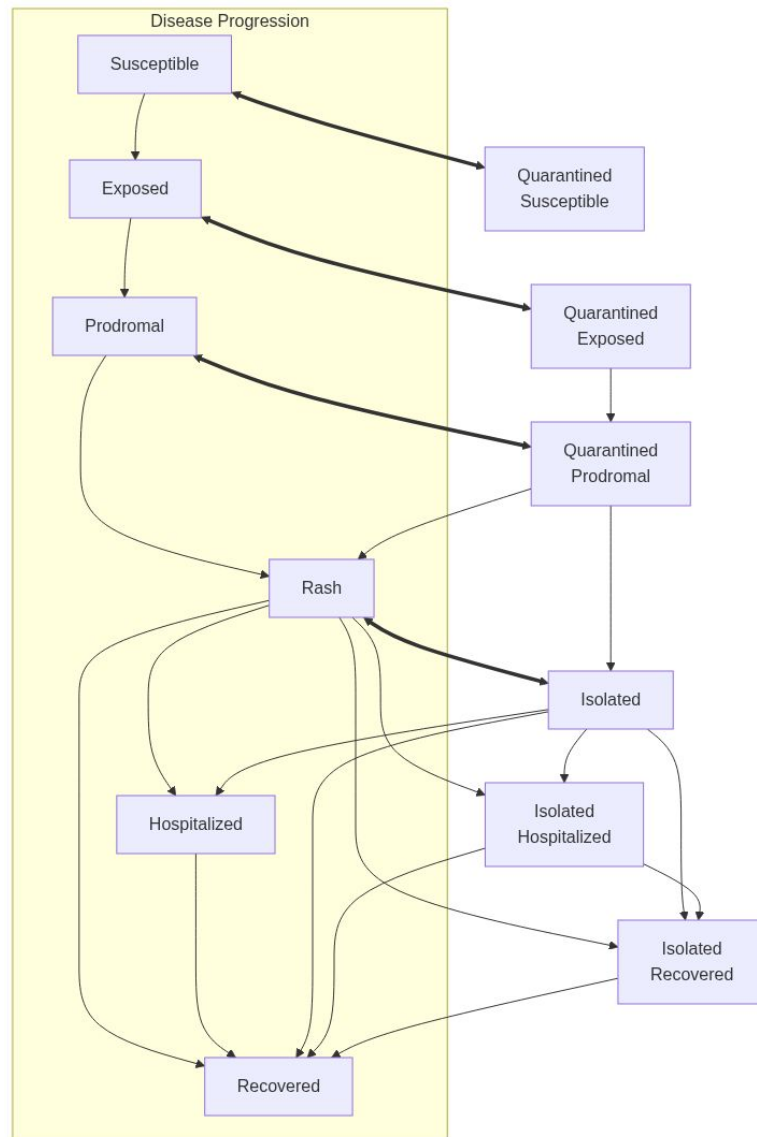 Disease Progression
Susceptible
Quarantined
Susceptible
Exposed
Quarantined
Exposed
Prodromal
Quarantined
Prodromal
Rash
Isolated
Hospitalized
Isolated
Hospitalized
Isolated
Recovered
Recovered